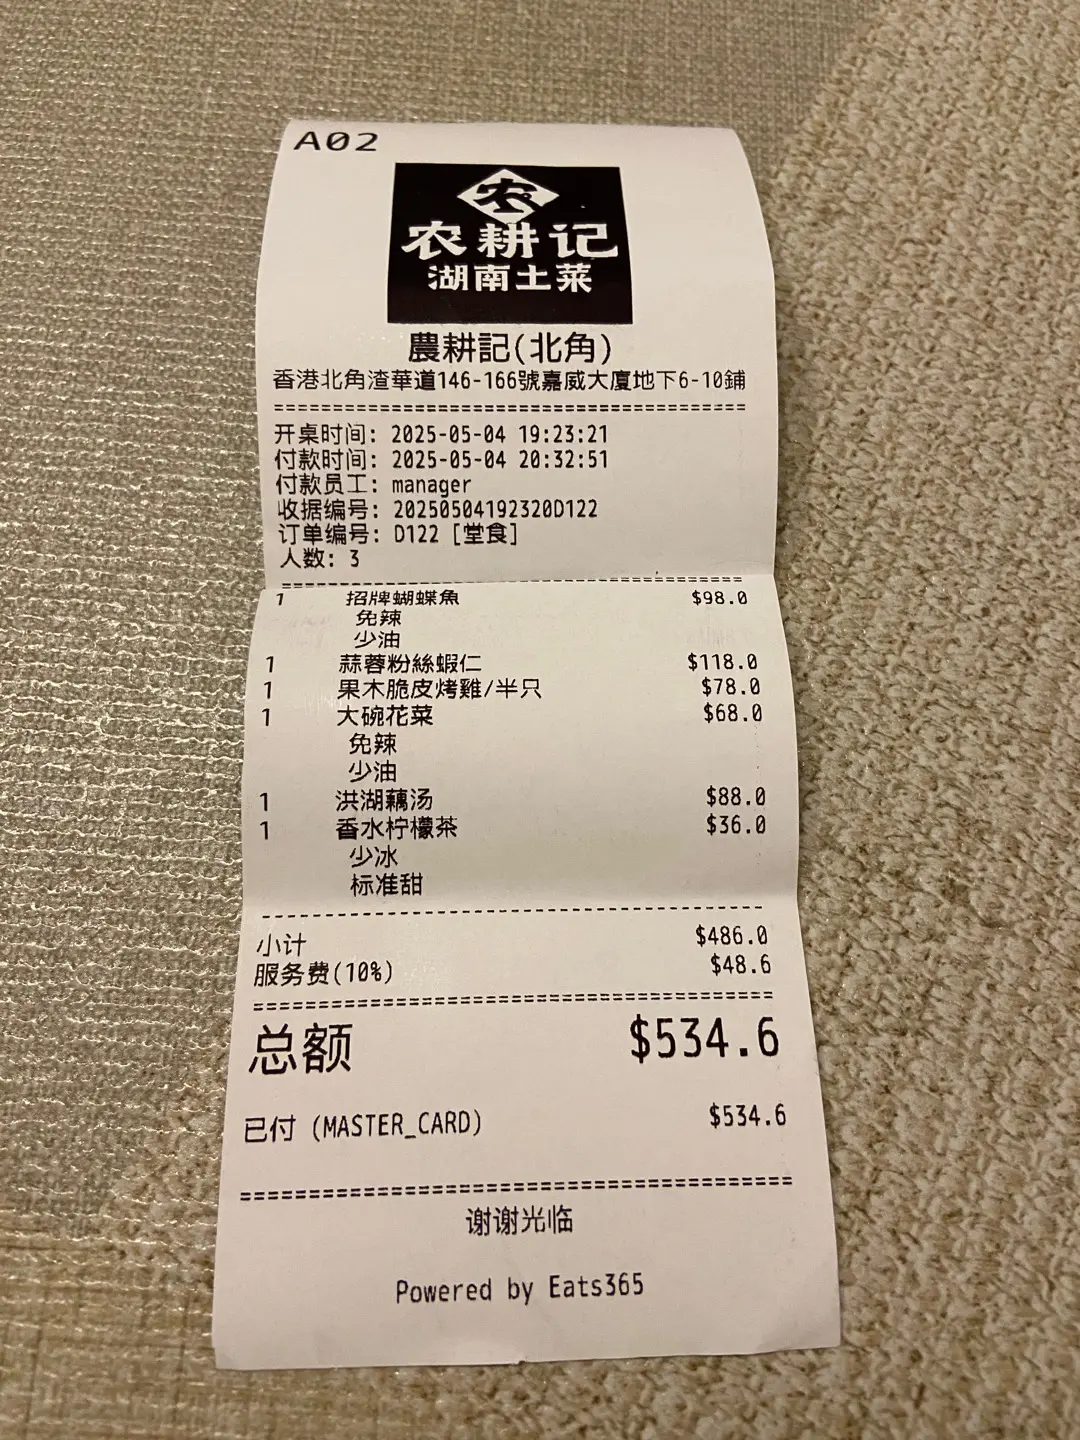 A02
农
农耕记
湖南土菜
農耕記(北角)
香港北角渣華道146-166號嘉威大廈地下6-10鋪
========================================
开桌时间: 2025-05-04 19:23:21
付款时间: 2025-05-04 20:32:51
付款员工: manager
收据编号: 20250504192320D122
订单编号: D122 [堂食]
人数: 3
========================================
1 招牌蝴蝶魚 $98.0
免辣
少油
1 蒜蓉粉絲蝦仁 $118.0
1 果木脆皮烤雞/半只 $78.0
1 大碗花菜 $68.0
免辣
少油
1 洪湖藕汤 $88.0
1 香水柠檬茶 $36.0
少冰
标准甜
----------------------------------------
小计 $486.0
服务费(10%) $48.6
========================================
总额 $534.6
已付 (MASTER_CARD) $534.6
========================================
谢谢光临
Powered by Eats365